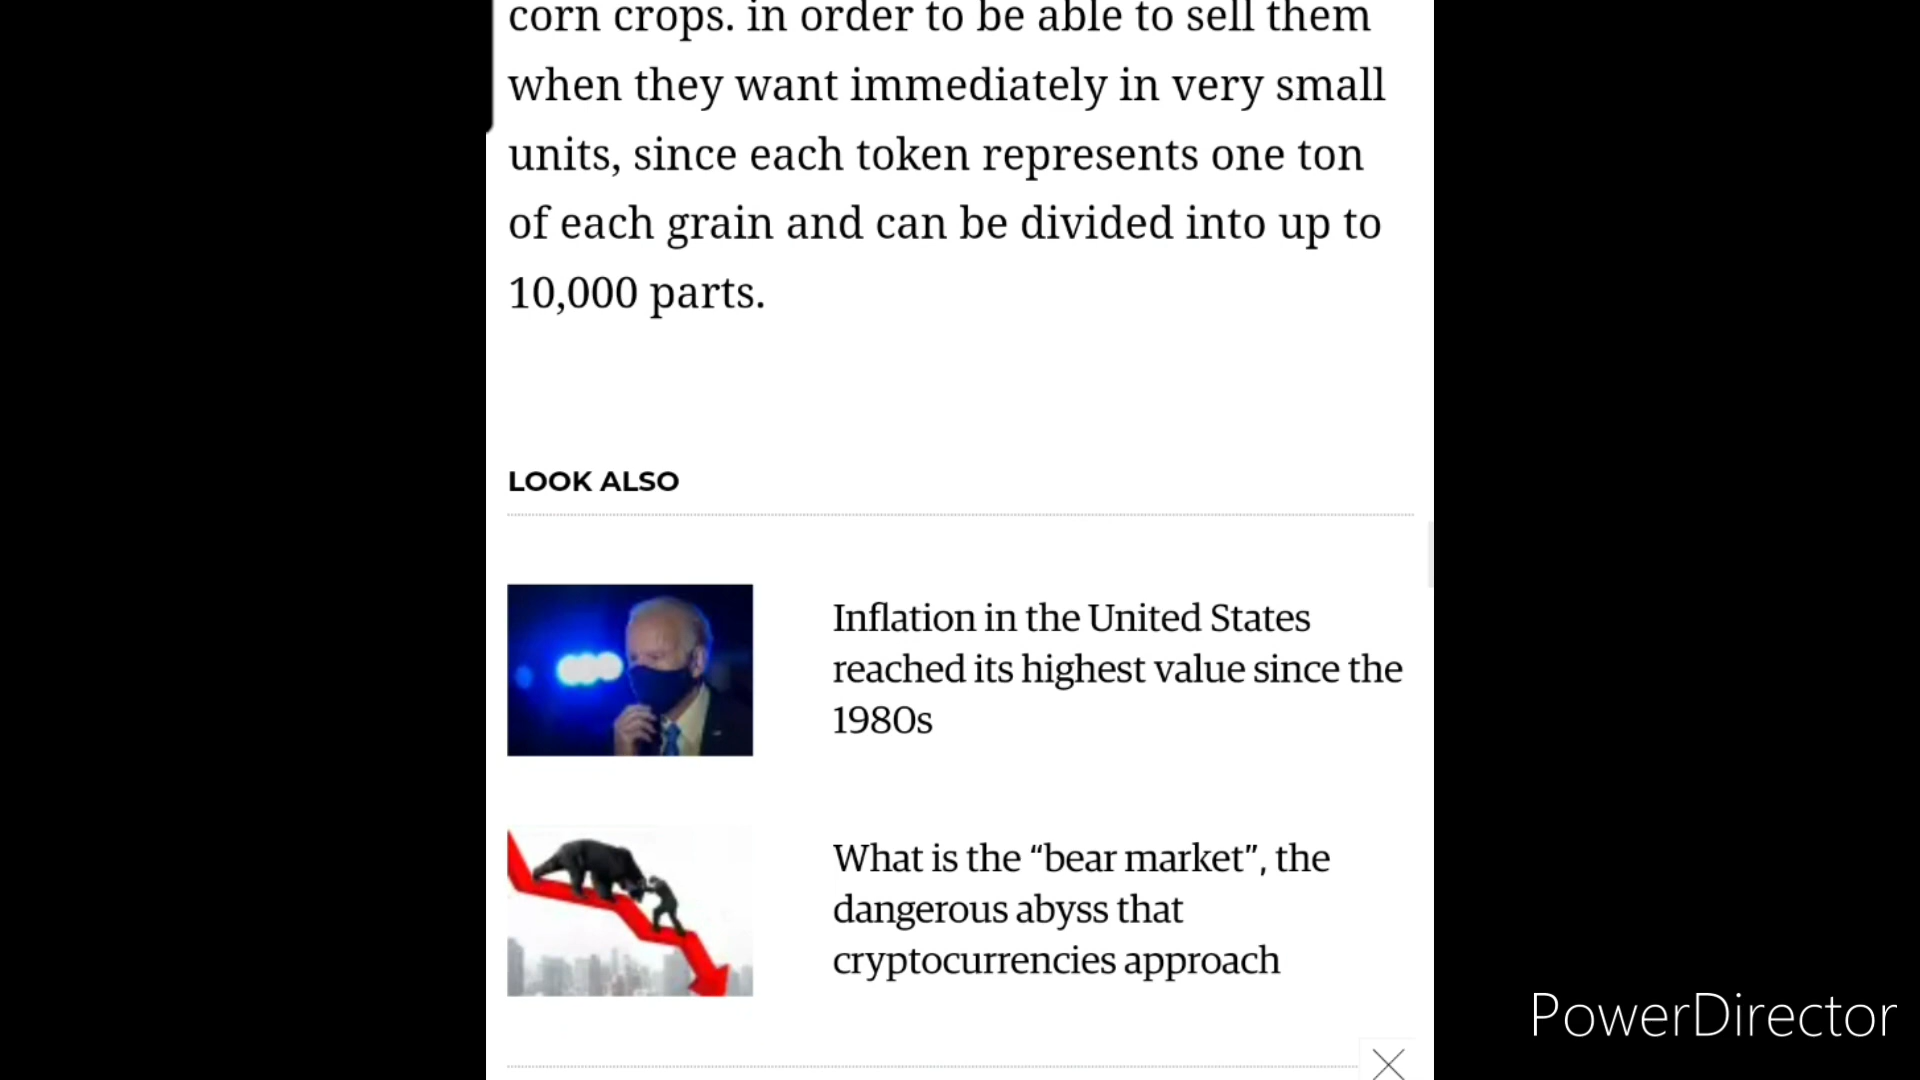 corn crops. in order to be able to sell them
when they want immediately in very small
units, since each token represents one ton
of each grain and can be divided into up to
10,000 parts.
LOOK ALSO
Inflation in the United States
reached its highest value since the
1980s
What is the “bear market”, the
dangerous abyss that
cryptocurrencies approach
PowerDirector